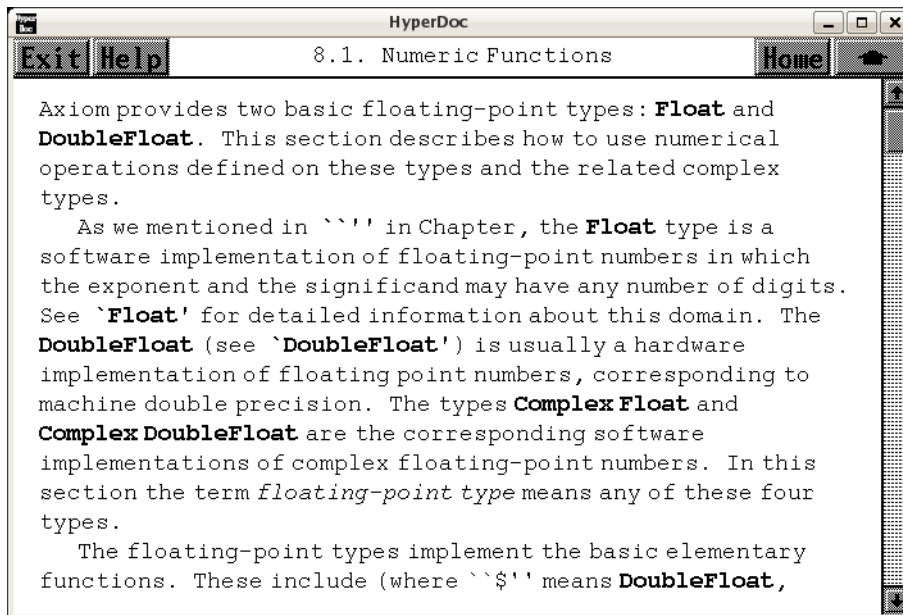 Hyper Doc
HyperDoc
Exit Help
8.1. Numeric Functions
Home
Axiom provides two basic floating-point types: Float and
DoubleFloat. This section describes how to use numerical
operations defined on these types and the related complex
types.
As we mentioned in ``'' in Chapter, the Float type is a
software implementation of floating-point numbers in which
the exponent and the significand may have any number of digits.
See `Float' for detailed information about this domain. The
DoubleFloat (see `DoubleFloat') is usually a hardware
implementation of floating point numbers, corresponding to
machine double precision. The types Complex Float and
Complex DoubleFloat are the corresponding software
implementations of complex floating-point numbers. In this
section the term floating-point type means any of these four
types.
The floating-point types implement the basic elementary
functions. These include (where ``$'' means DoubleFloat,